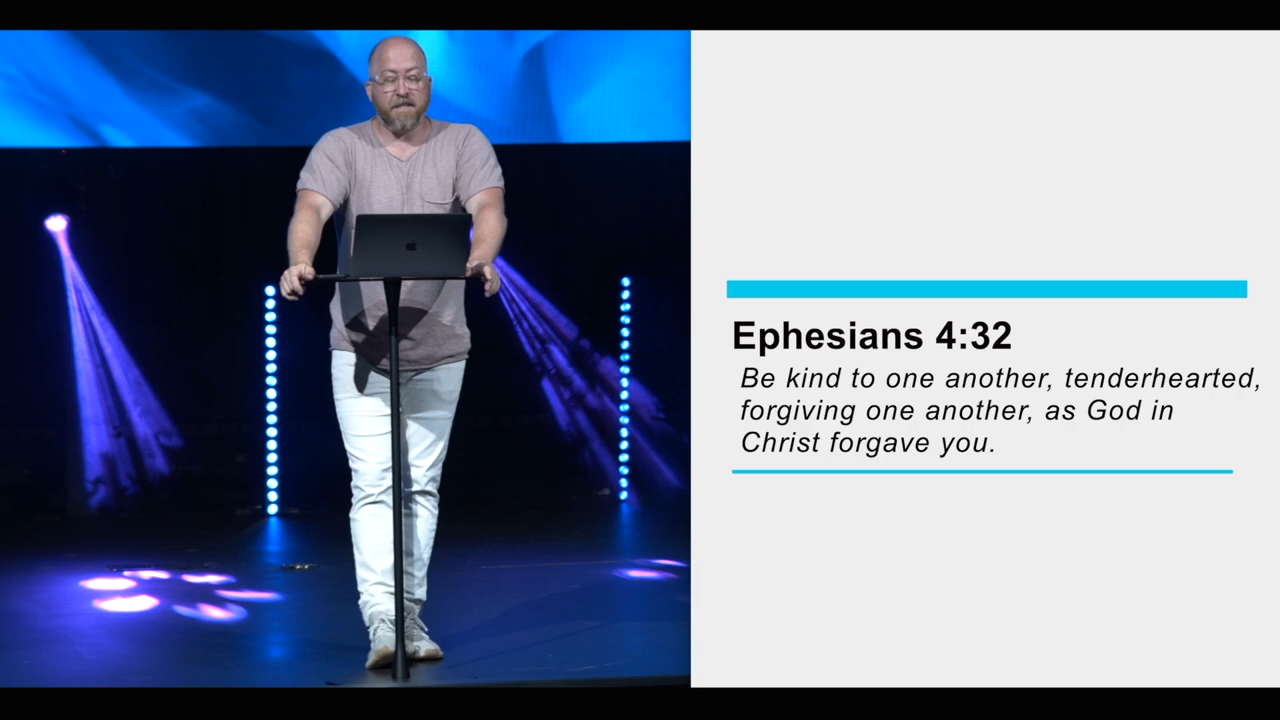 Ephesians 4:32
Be kind to one another, tenderhearted,
forgiving one another, as God in
Christ forgave you.